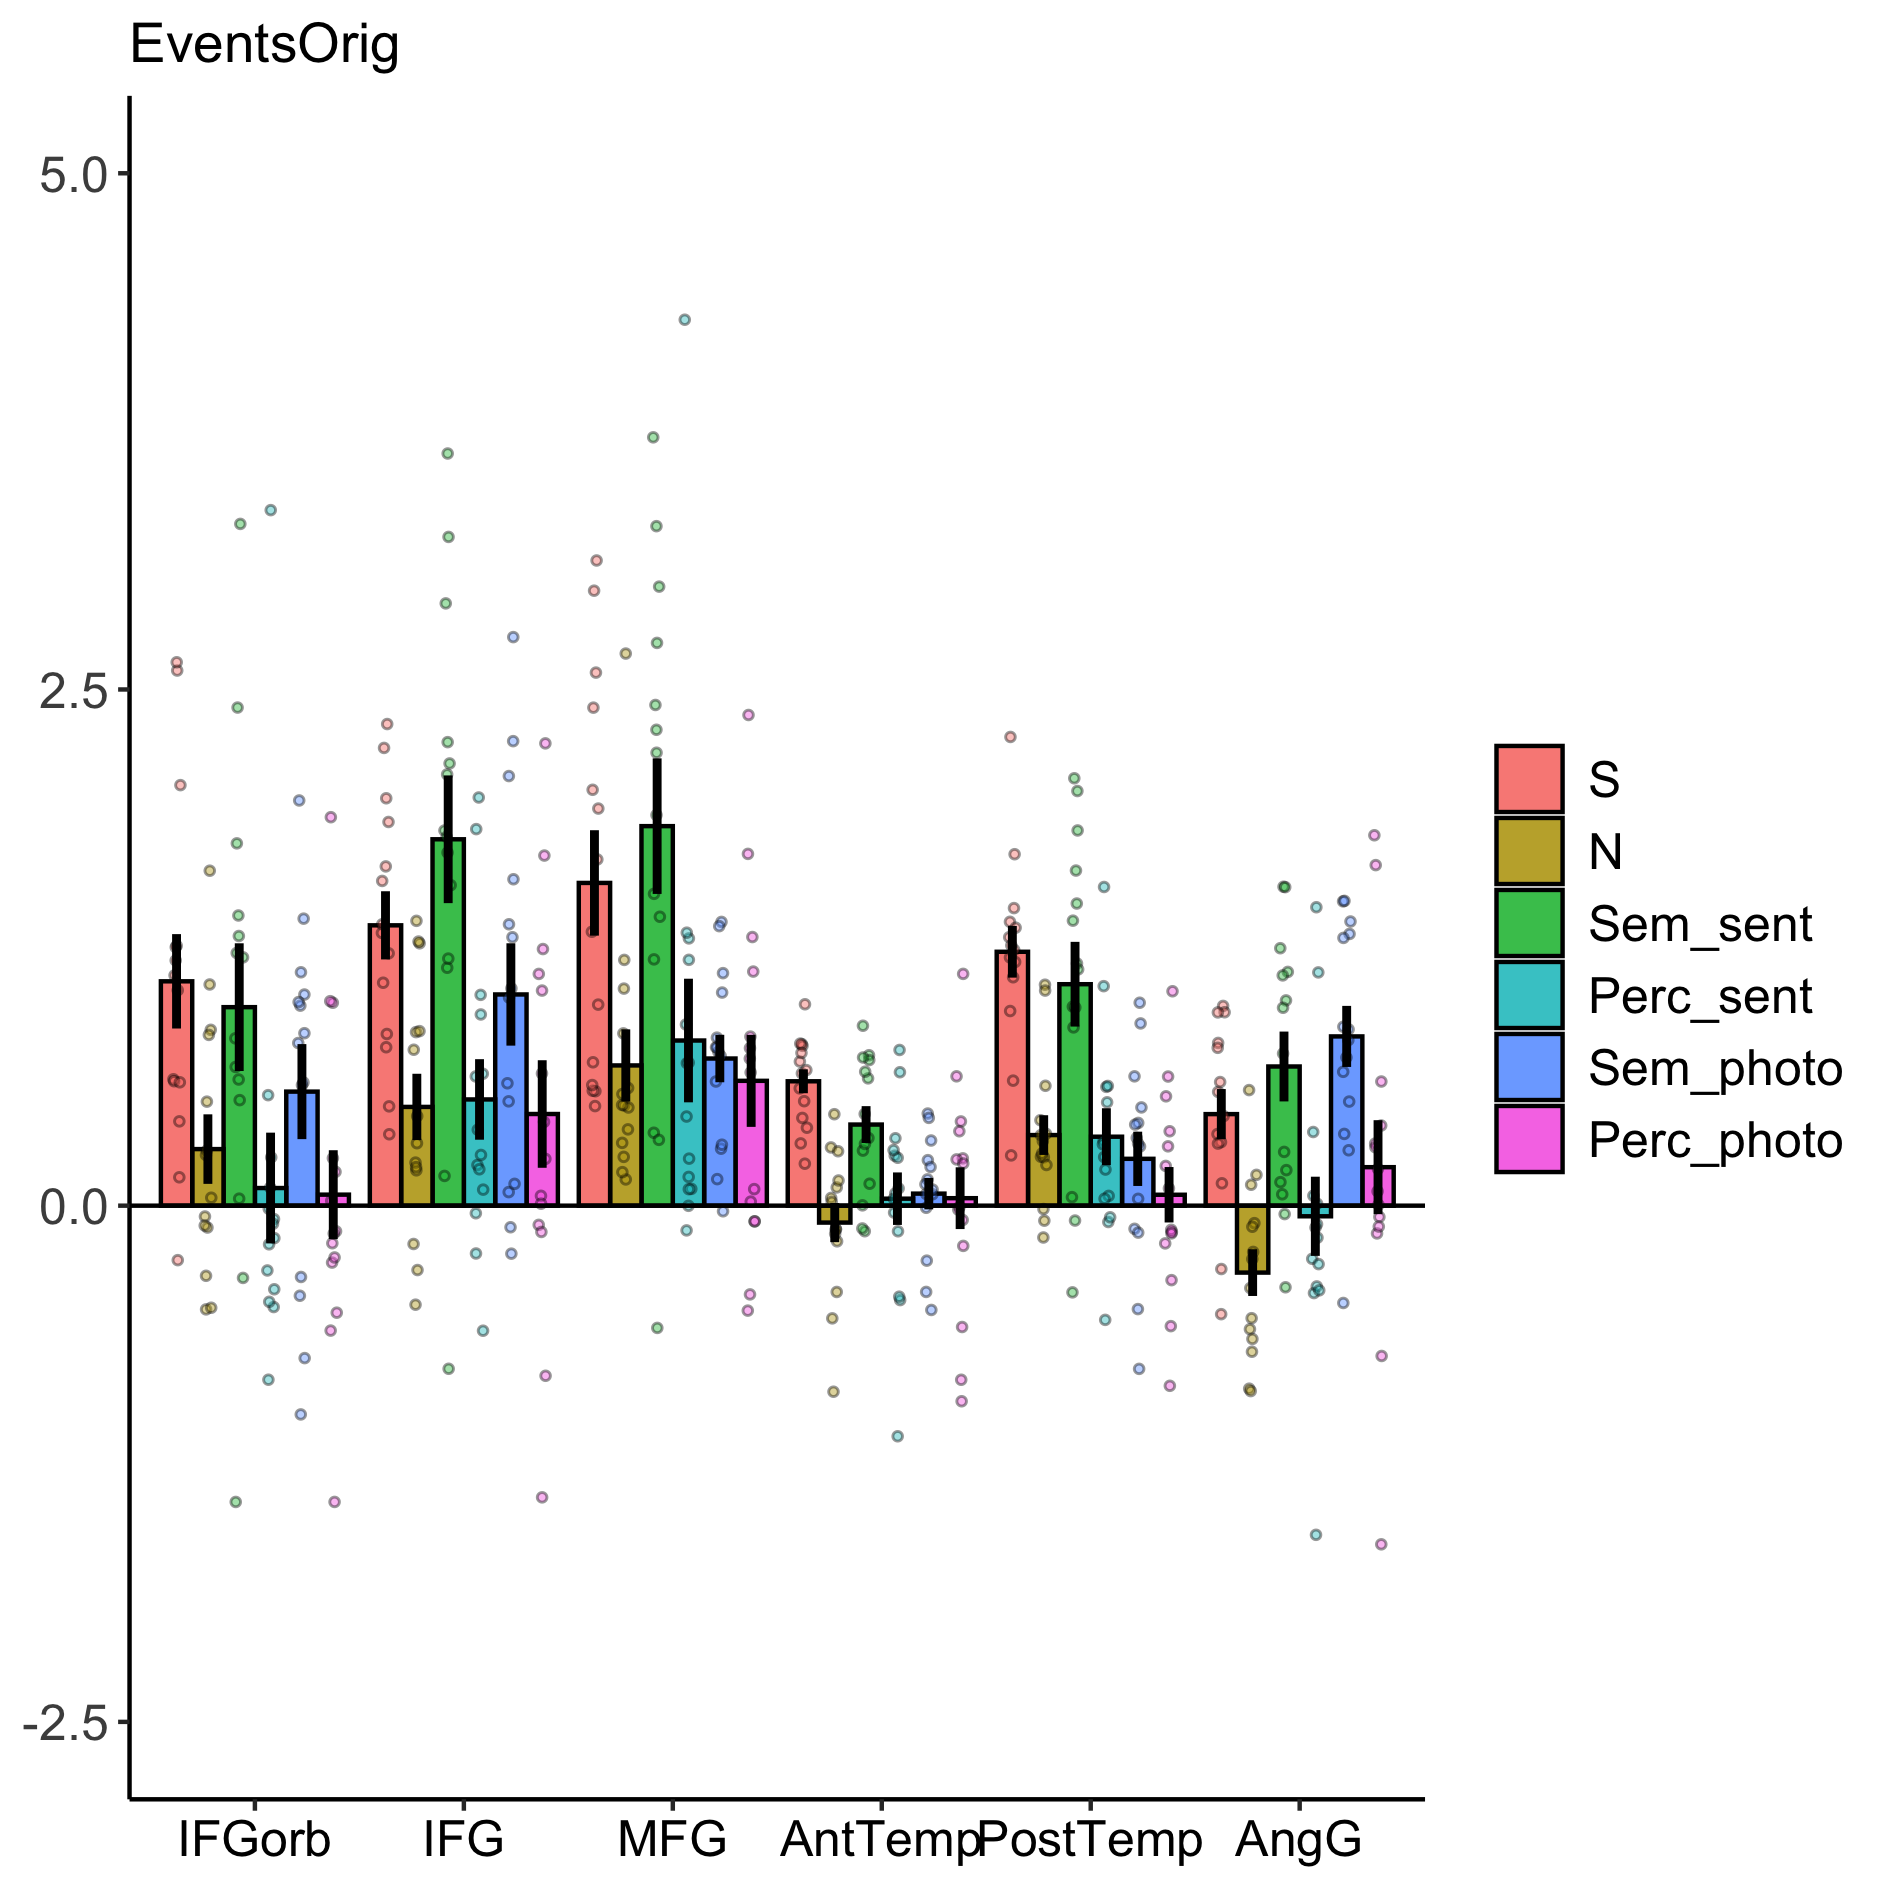 EventsOrig
5.0
2.5
0.0
-2.5
IFGorb IFG MFG AntTemp PostTemp AngG
S
N
Sem_sent
Perc_sent
Sem_photo
Perc_photo